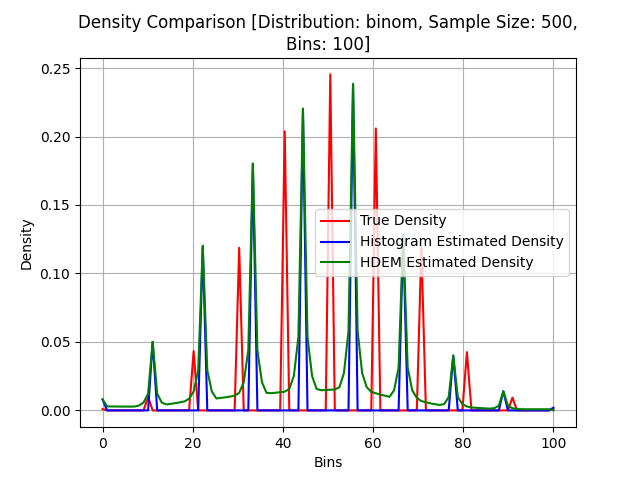 Density Comparison [Distribution: binom, Sample Size: 500,
Bins: 100]
Density
0.25
0.20
0.15
0.10
0.05
0.00
True Density
Histogram Estimated Density
HDEM Estimated Density
0 20 40 60 80 100
Bins